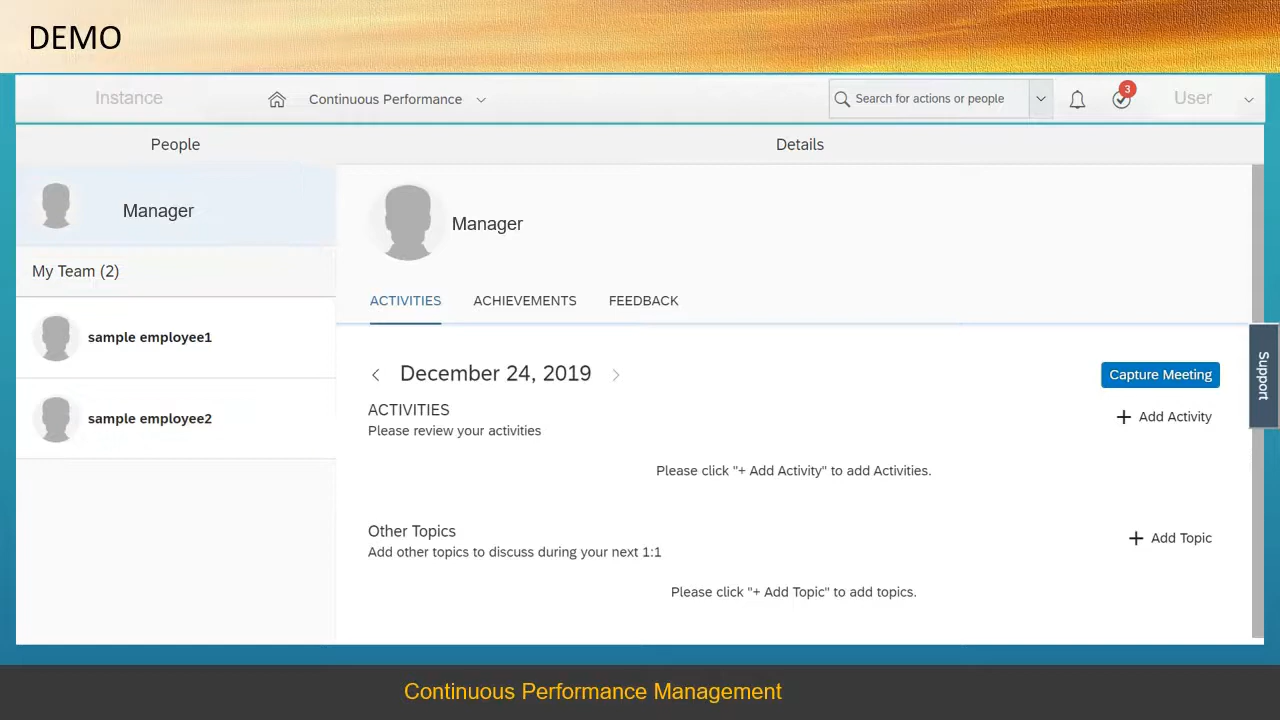 DEMO
Instance
Continuous Performance
Search for actions or people
3
User
People
Details
Manager
Manager
My Team (2)
ACTIVITIES
ACHIEVEMENTS
FEEDBACK
sample employee1
sample employee2
December 24, 2019
Capture Meeting
Support
ACTIVITIES
+ Add Activity
Please review your activities
Please click "+ Add Activity" to add Activities.
Other Topics
+ Add Topic
Add other topics to discuss during your next 1:1
Please click "+ Add Topic" to add topics.
Continuous Performance Management